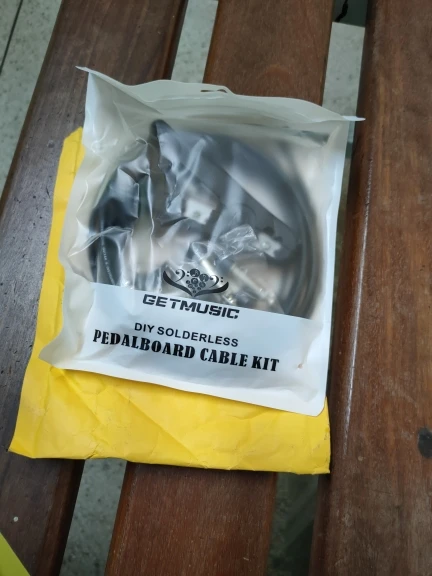 GETMUSIC
DIY SOLDERLESS
PEDALBOARD CABLE KIT